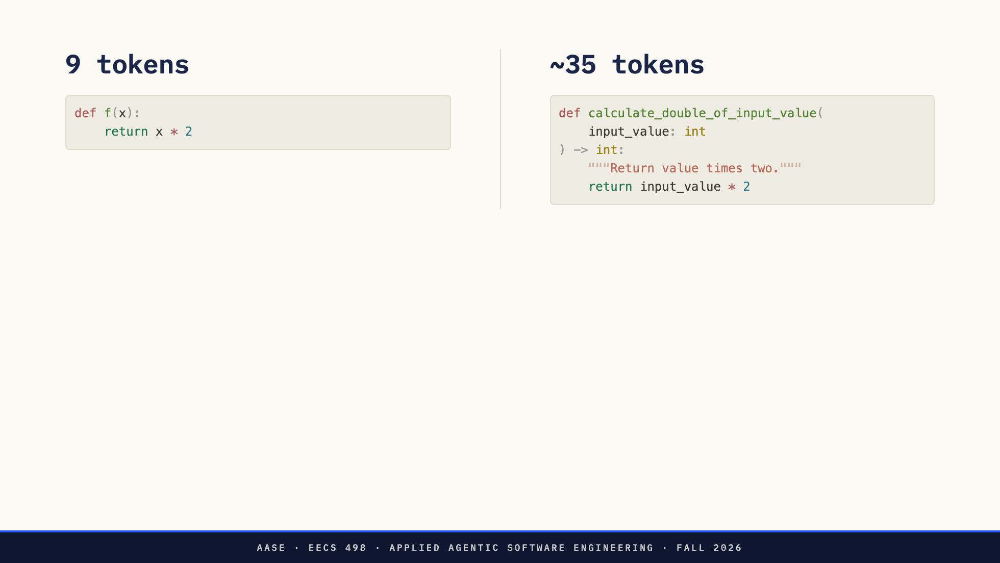 9 tokens
def f(x):
    return x * 2
~35 tokens
def calculate_double_of_input_value(
    input_value: int
) -> int:
    """Return value times two."""
    return input_value * 2
AASE · EECS 498 · APPLIED AGENTIC SOFTWARE ENGINEERING · FALL 2026